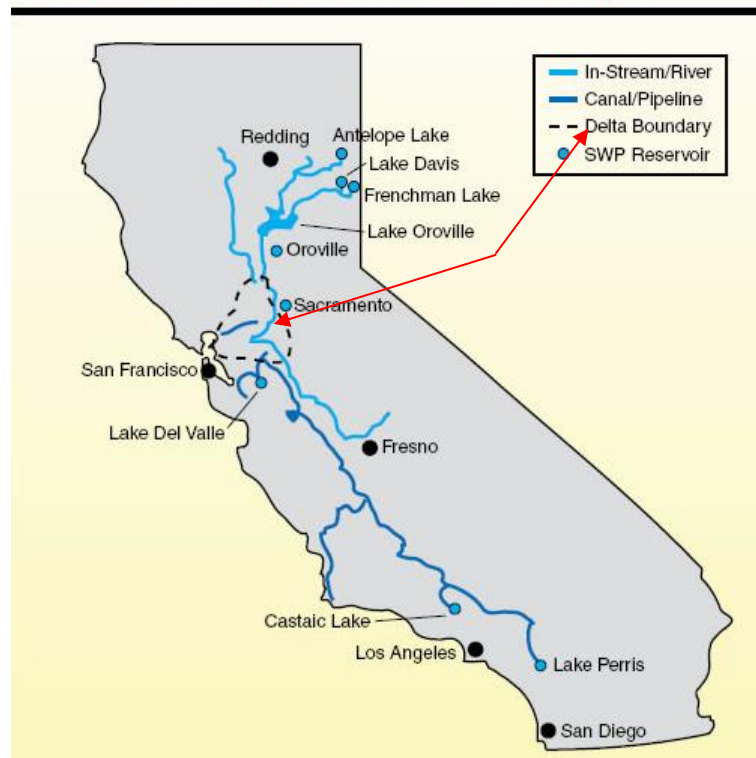 In-Stream/River
Canal/Pipeline
Delta Boundary
SWP Reservoir
Antelope Lake
Redding
Lake Davis
Frenchman Lake
Lake Oroville
Oroville
Sacramento
San Francisco
Lake Del Valle
Fresno
Castaic Lake
Los Angeles
Lake Perris
San Diego